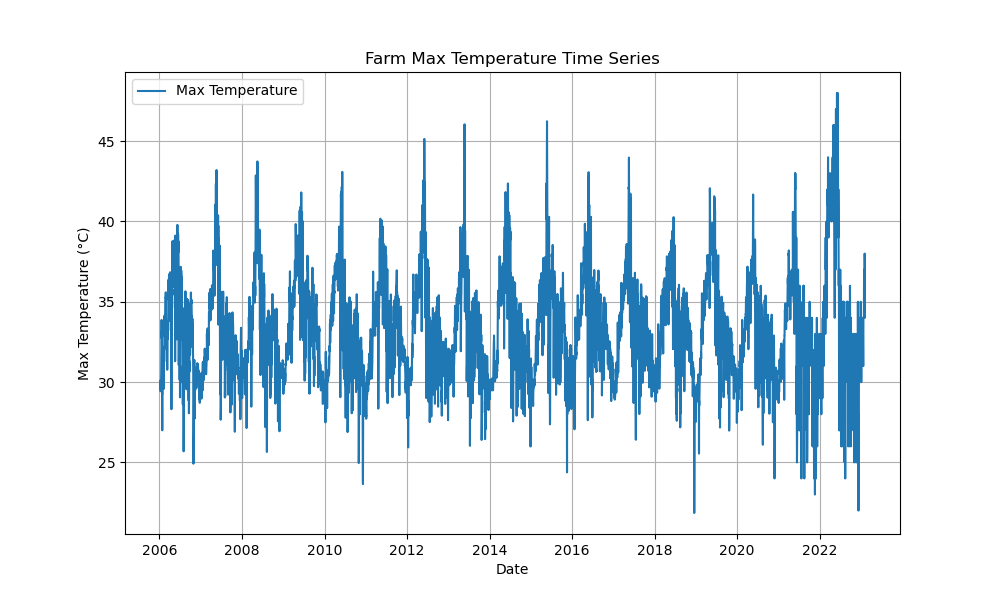 Farm Max Temperature Time Series
Max Temperature
Max Temperature (°C)
45
40
35
30
25
2006 2008 2010 2012 2014 2016 2018 2020 2022
Date